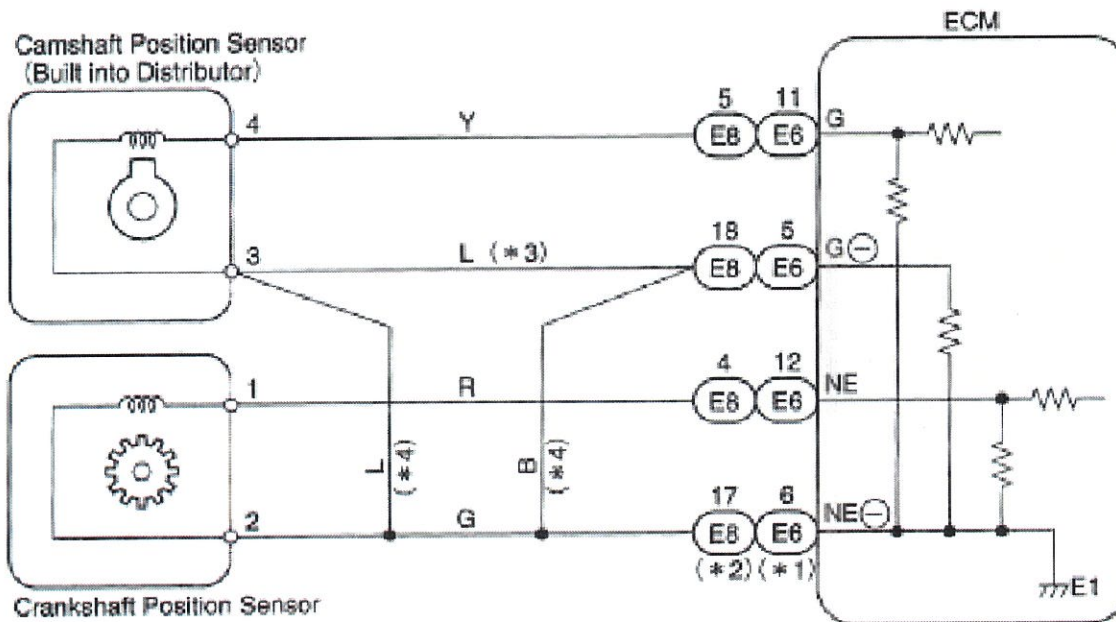 ECM
Camshaft Position Sensor
(Built into Distributor)
4 Y 5 11 G
E8 E6
3 L (*3) 18 5 G⊖
E8 E6
1 R 4 12 NE
E8 E6
L (*4) B (*4)
2 G 17 6 NE⊖
E8 E6
(*2) (*1)
E1
Crankshaft Position Sensor